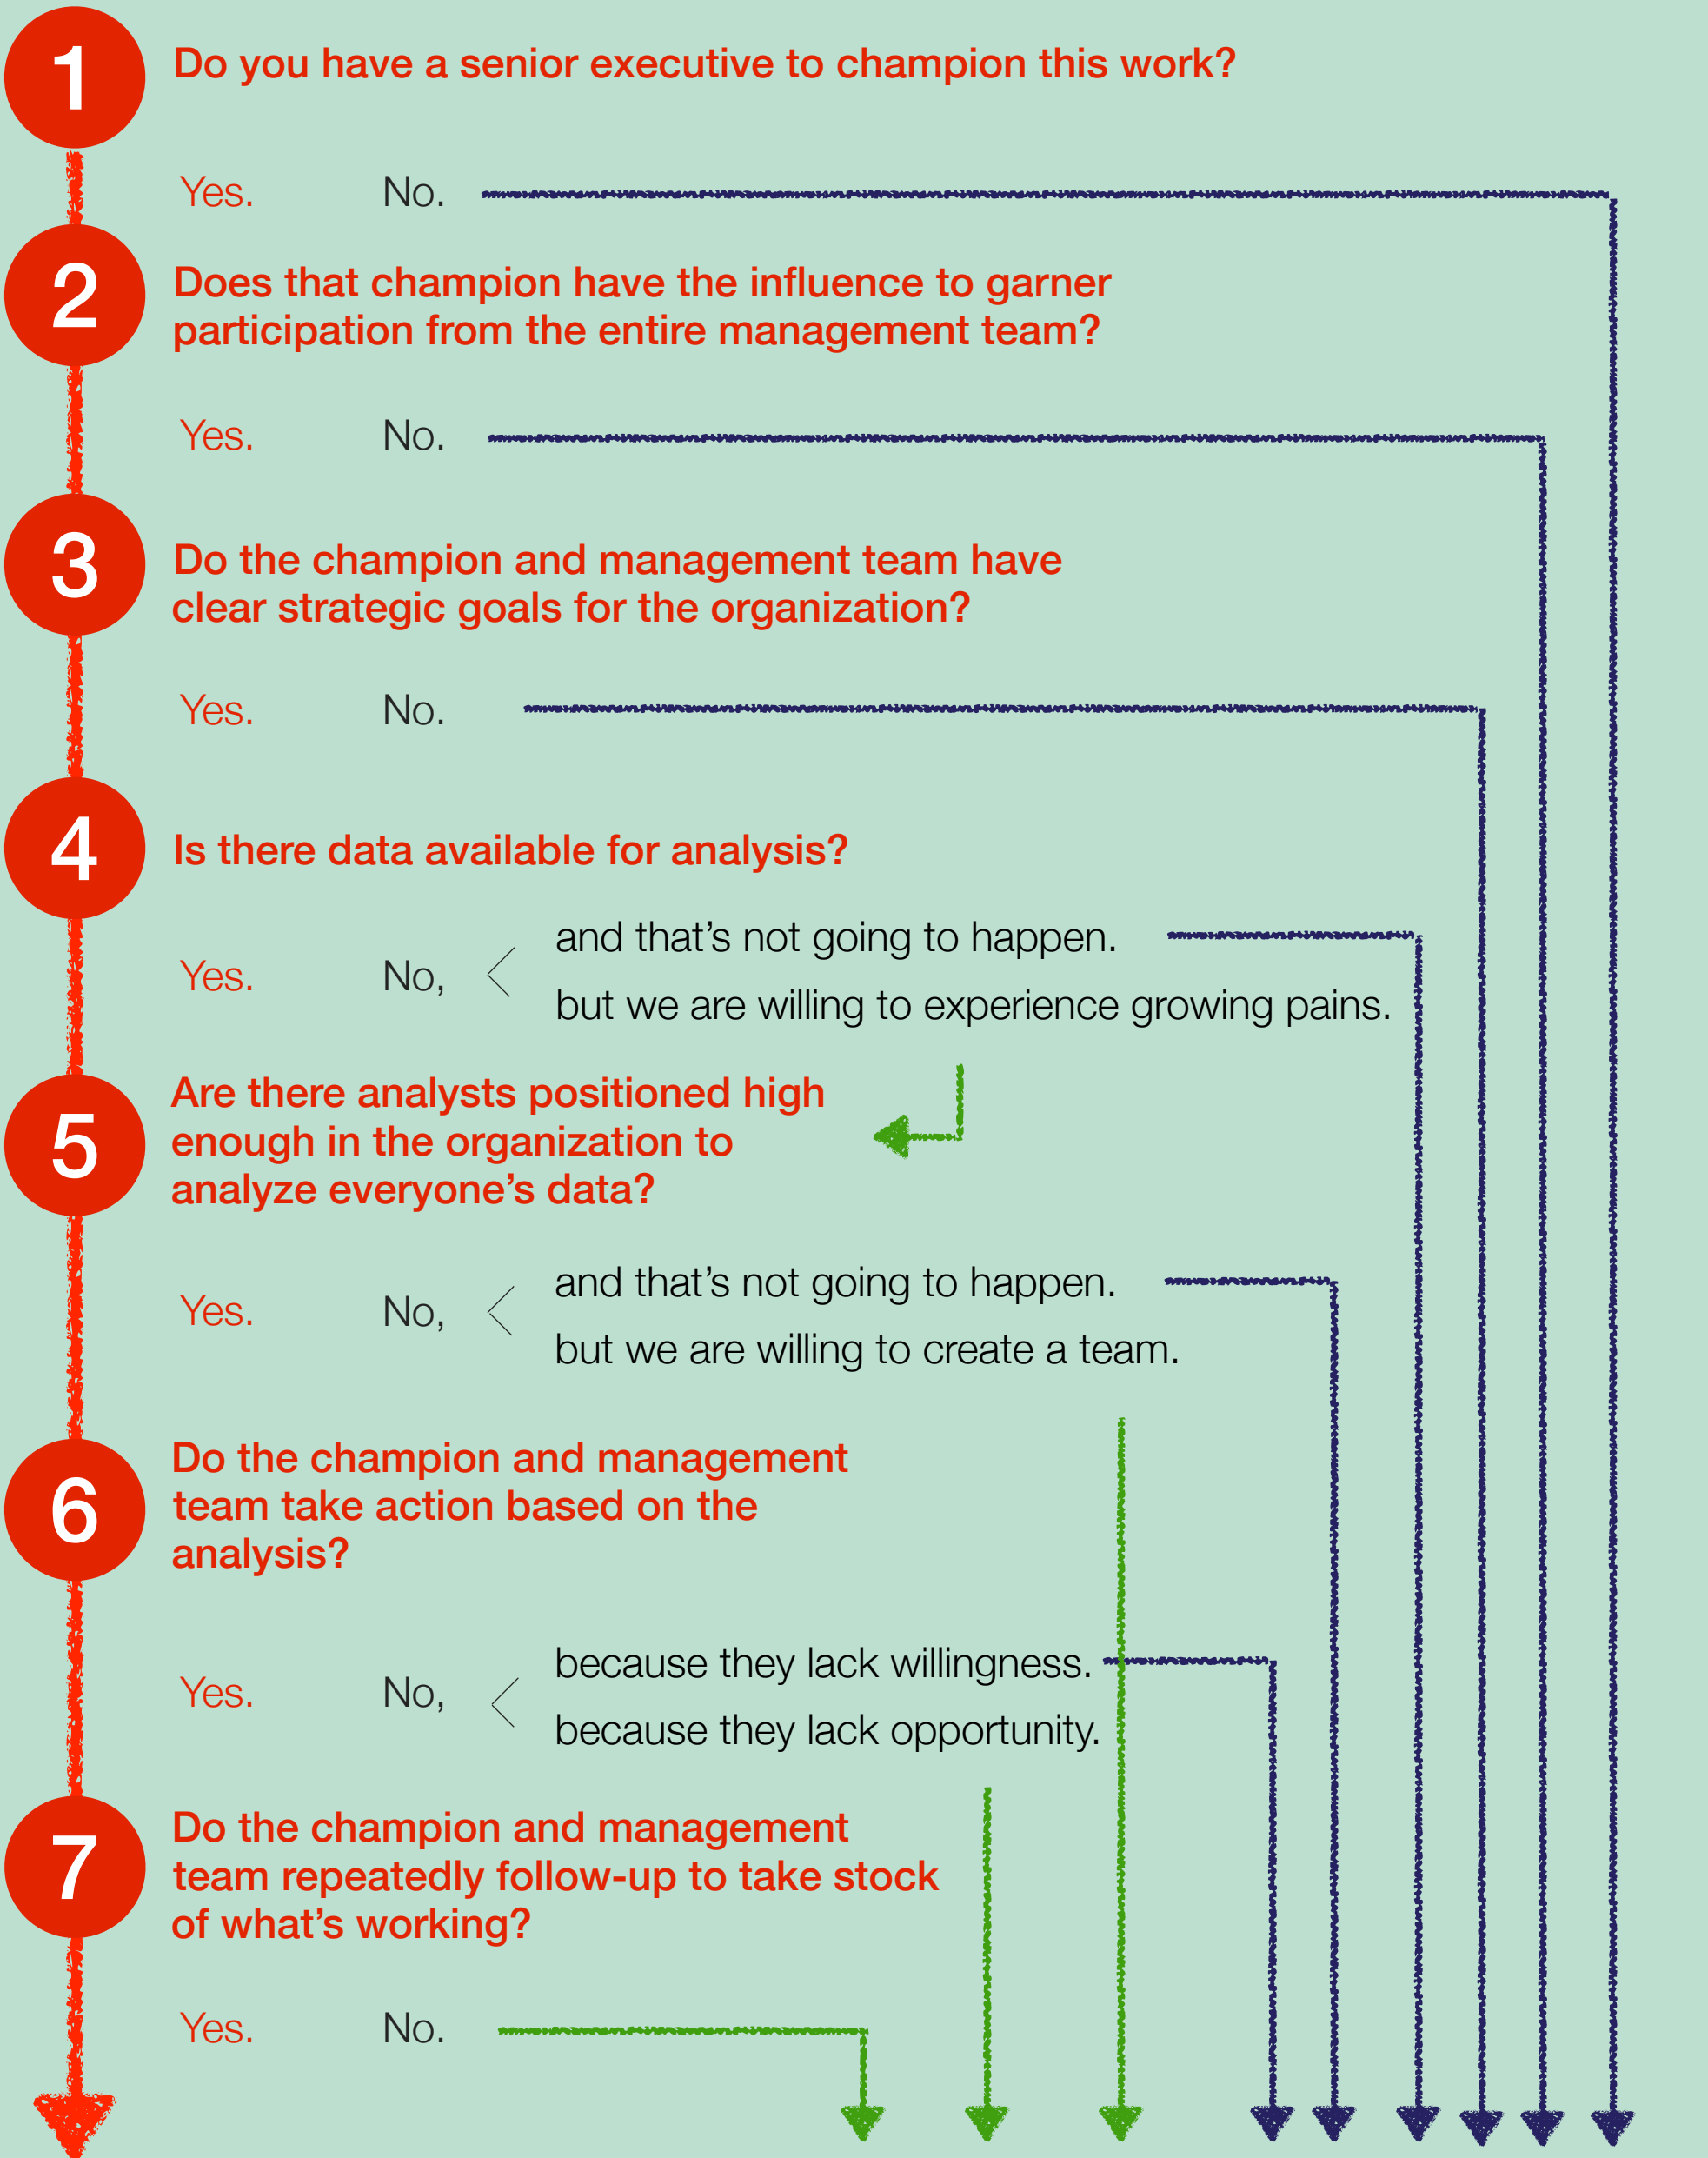 1
Do you have a senior executive to champion this work?
Yes. No.
2
Does that champion have the influence to garner
participation from the entire management team?
Yes. No.
3
Do the champion and management team have
clear strategic goals for the organization?
Yes. No.
4
Is there data available for analysis?
and that’s not going to happen.
Yes. No,
but we are willing to experience growing pains.
5
Are there analysts positioned high
enough in the organization to
analyze everyone’s data?
and that’s not going to happen.
Yes. No,
but we are willing to create a team.
6
Do the champion and management
team take action based on the
analysis?
because they lack willingness.
Yes. No,
because they lack opportunity.
7
Do the champion and management
team repeatedly follow-up to take stock
of what’s working?
Yes. No.